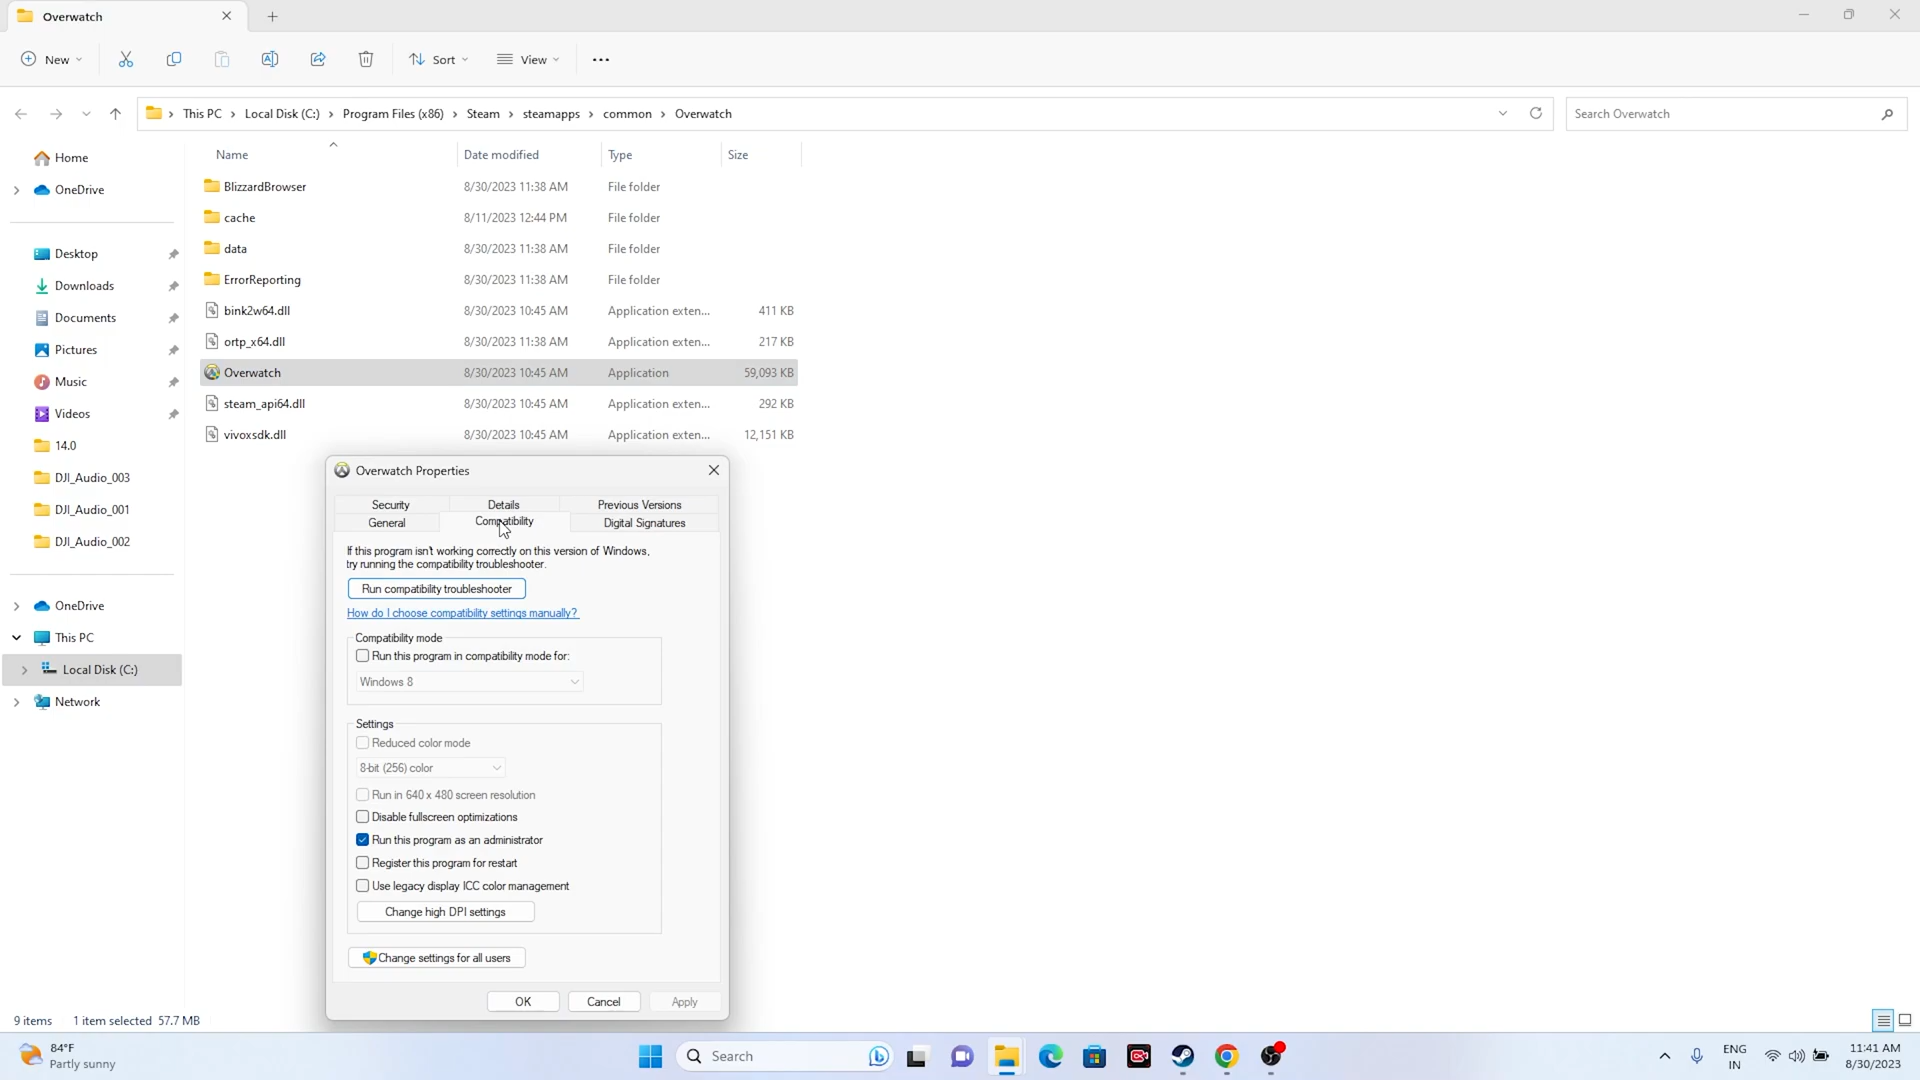 Overwatch
New
Sort
View
This PC
Local Disk (C:)
Program Files (x86)
Steam
steamapps
common
Overwatch
Search Overwatch
Name
Date modified
Type
Size
Home
OneDrive
Desktop
Downloads
Documents
Pictures
Music
Videos
14.0
DJI_Audio_003
DJI_Audio_001
DJI_Audio_002
OneDrive
This PC
Local Disk (C:)
Network
BlizzardBrowser 8/30/2023 11:38 AM File folder
cache 8/11/2023 12:44 PM File folder
data 8/30/2023 11:38 AM File folder
ErrorReporting 8/30/2023 11:38 AM File folder
bink2w64.dll 8/30/2023 10:45 AM Application exten... 411 KB
ortp_x64.dll 8/30/2023 11:38 AM Application exten... 217 KB
Overwatch 8/30/2023 10:45 AM Application 59,093 KB
steam_api64.dll 8/30/2023 10:45 AM Application exten... 292 KB
vivoxsdk.dll 8/30/2023 10:45 AM Application exten... 12,151 KB
Overwatch Properties
Security Details Previous Versions
General Compatibility Digital Signatures
If this program isn't working correctly on this version of Windows,
try running the compatibility troubleshooter.
Run compatibility troubleshooter
How do I choose compatibility settings manually?
Compatibility mode
Run this program in compatibility mode for:
Windows 8
Settings
Reduced color mode
8-bit (256) color
Run in 640 x 480 screen resolution
Disable fullscreen optimizations
Run this program as an administrator
Register this program for restart
Use legacy display ICC color management
Change high DPI settings
Change settings for all users
OK Cancel Apply
9 items 1 item selected 57.7 MB
84°F
Partly sunny
Search
ENG
IN
11:41 AM
8/30/2023